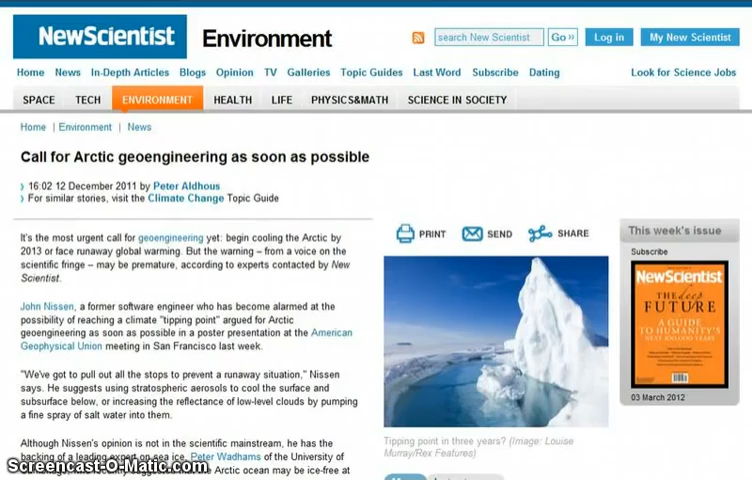 NewScientist
Environment
search New Scientist
Go»
Log in
My New Scientist
Home News In-Depth Articles Blogs Opinion TV Galleries Topic Guides Last Word Subscribe Dating
Look for Science Jobs
SPACE TECH ENVIRONMENT HEALTH LIFE PHYSICS&MATH SCIENCE IN SOCIETY
Home | Environment | News
Call for Arctic geoengineering as soon as possible
16:02 12 December 2011 by Peter Aldhous
For similar stories, visit the Climate Change Topic Guide
It's the most urgent call for geoengineering yet: begin cooling the Arctic by
2013 or face runaway global warming. But the warning – from a voice on the
scientific fringe – may be premature, according to experts contacted by New
Scientist.
John Nissen, a former software engineer who has become alarmed at the
possibility of reaching a climate "tipping point" argued for Arctic
geoengineering as soon as possible in a poster presentation at the American
Geophysical Union meeting in San Francisco last week.
"We've got to pull out all the stops to prevent a runaway situation," Nissen
says. He suggests using stratospheric aerosols to cool the surface and
subsurface below, or increasing the reflectance of low-level clouds by pumping
a fine spray of salt water into them.
Although Nissen's opinion is not in the scientific mainstream, he has the
backing of a leading expert on sea ice. Peter Wadhams of the University of
the Arctic ocean may be ice-free at
Screencast-O-Matic.com
PRINT SEND SHARE
Tipping point in three years? (Image: Louise
Murray/Rex Features)
This week's issue
Subscribe
NewScientist
THE deep
FUTURE
A GUIDE
TO HUMANITY'S
NEXT 100,000 YEARS
03 March 2012